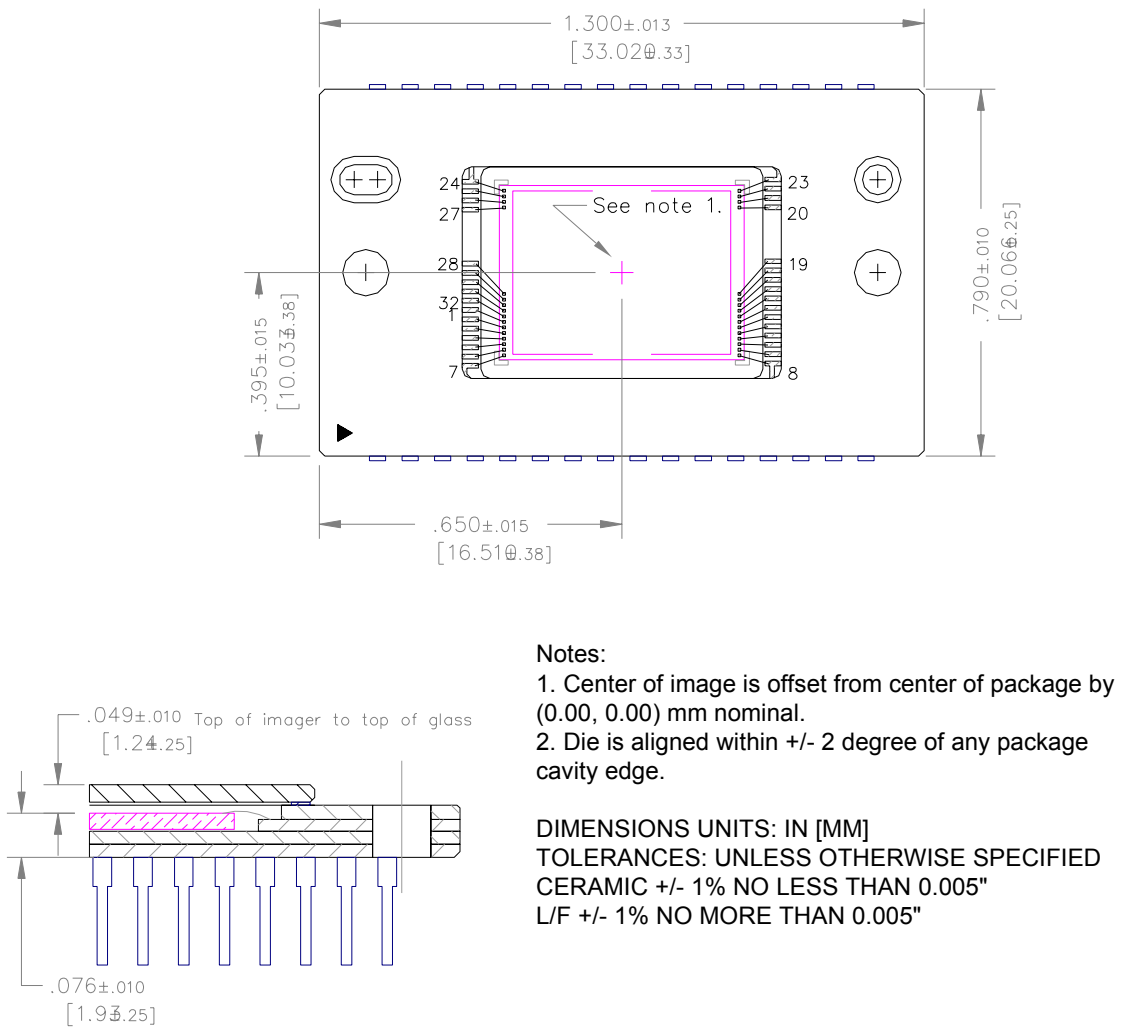 1.300±.013
[33.02±0.33]
24
23
27
20
See note 1.
28
19
32
1
7
8
.790±.010
[20.066±.25]
.395±.015
[10.033±.38]
.650±.015
[16.510±.38]
.049±.010 Top of imager to top of glass
[1.24±.25]
.076±.010
[1.93±.25]
Notes:
1. Center of image is offset from center of package by
(0.00, 0.00) mm nominal.
2. Die is aligned within +/- 2 degree of any package
cavity edge.
DIMENSIONS UNITS: IN [MM]
TOLERANCES: UNLESS OTHERWISE SPECIFIED
CERAMIC +/- 1% NO LESS THAN 0.005"
L/F +/- 1% NO MORE THAN 0.005"